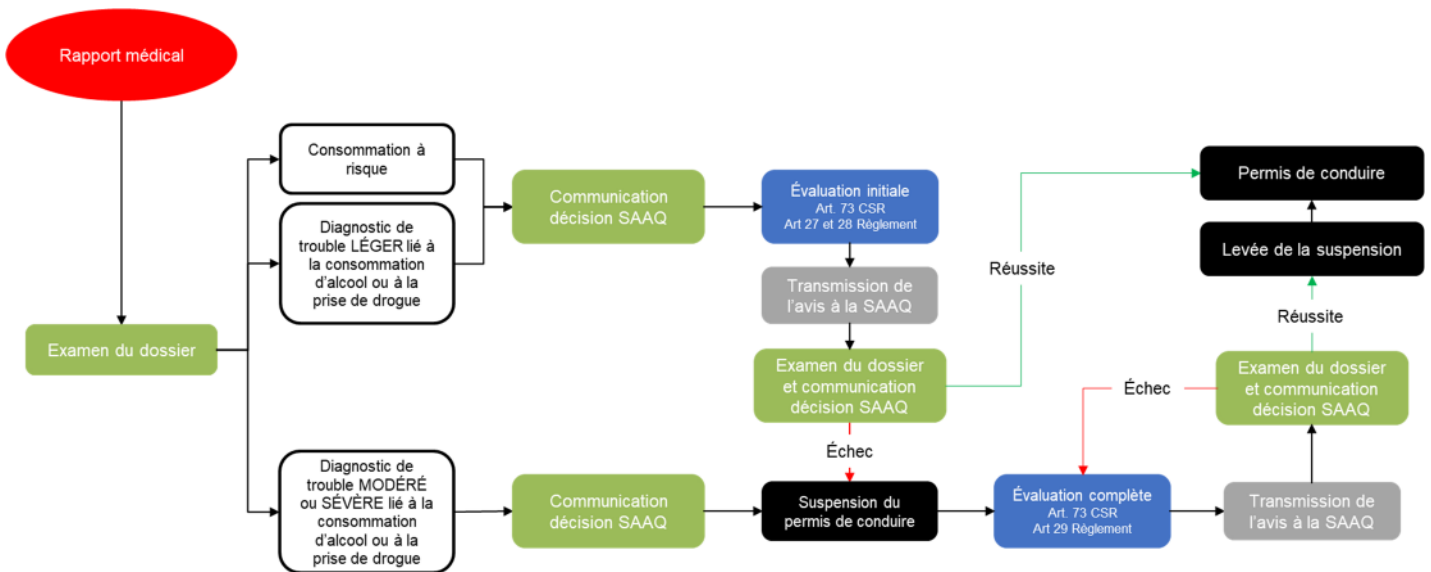 Rapport médical
Examen du dossier
Consommation à
risque
Diagnostic de
trouble LÉGER lié à
la consommation
d'alcool ou à la
prise de drogue
Diagnostic de
trouble MODÉRÉ
ou SÉVÈRE lié à la
consommation
d'alcool ou à la
prise de drogue
Communication
décision SAAQ
Communication
décision SAAQ
Évaluation initiale
Art. 73 CSR
Art 27 et 28 Règlement
Transmission de
l'avis à la SAAQ
Examen du dossier
et communication
décision SAAQ
Échec
Suspension du
permis de conduire
Réussite
Évaluation complète
Art. 73 CSR
Art 29 Règlement
Transmission de
l'avis à la SAAQ
Examen du dossier
et communication
décision SAAQ
Échec
Réussite
Levée de la suspension
Permis de conduire